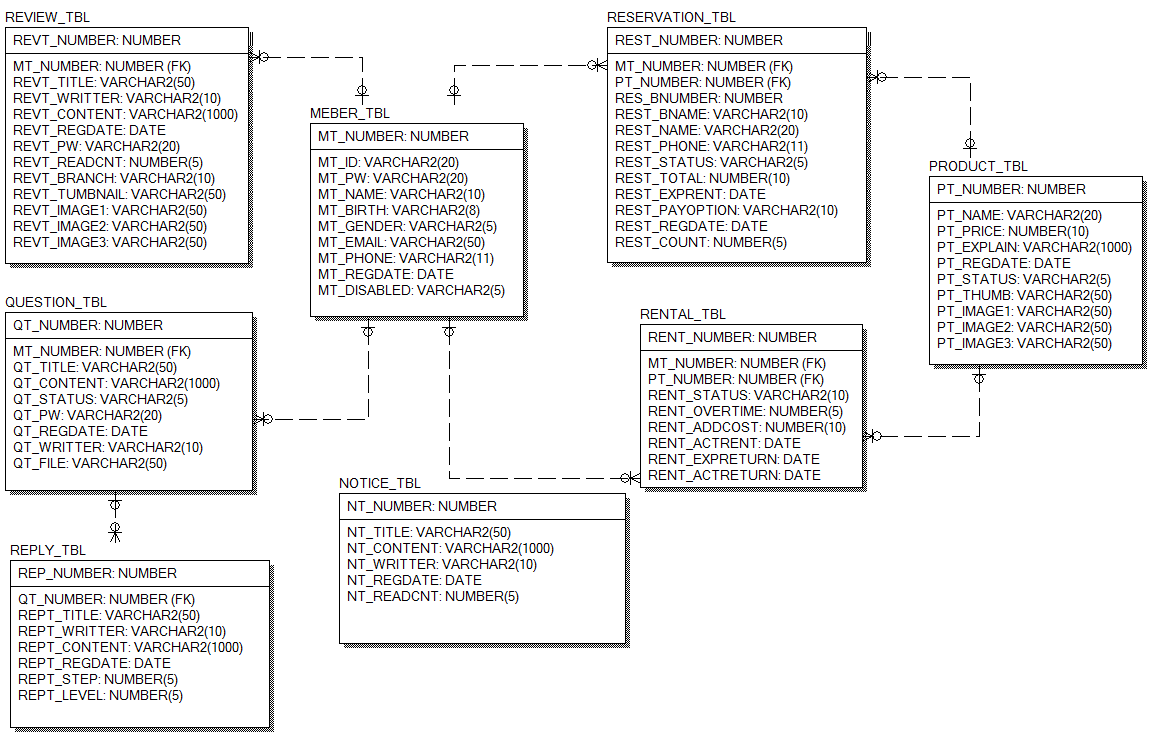 REVIEW_TBL
REVT_NUMBER: NUMBER
MT_NUMBER: NUMBER (FK)
REVT_TITLE: VARCHAR2(50)
REVT_WRITTER: VARCHAR2(10)
REVT_CONTENT: VARCHAR2(1000)
REVT_REGDATE: DATE
REVT_PW: VARCHAR2(20)
REVT_READCNT: NUMBER(5)
REVT_BRANCH: VARCHAR2(10)
REVT_TUMBNAIL: VARCHAR2(50)
REVT_IMAGE1: VARCHAR2(50)
REVT_IMAGE2: VARCHAR2(50)
REVT_IMAGE3: VARCHAR2(50)
MEBER_TBL
MT_NUMBER: NUMBER
MT_ID: VARCHAR2(20)
MT_PW: VARCHAR2(20)
MT_NAME: VARCHAR2(10)
MT_BIRTH: VARCHAR2(8)
MT_GENDER: VARCHAR2(5)
MT_EMAIL: VARCHAR2(50)
MT_PHONE: VARCHAR2(11)
MT_REGDATE: DATE
MT_DISABLED: VARCHAR2(5)
RESERVATION_TBL
REST_NUMBER: NUMBER
MT_NUMBER: NUMBER (FK)
PT_NUMBER: NUMBER (FK)
RES_BNUMBER: NUMBER
REST_BNAME: VARCHAR2(10)
REST_NAME: VARCHAR2(20)
REST_PHONE: VARCHAR2(11)
REST_STATUS: VARCHAR2(5)
REST_TOTAL: NUMBER(10)
REST_EXPRENT: DATE
REST_PAYOPTION: VARCHAR2(10)
REST_REGDATE: DATE
REST_COUNT: NUMBER(5)
PRODUCT_TBL
PT_NUMBER: NUMBER
PT_NAME: VARCHAR2(20)
PT_PRICE: NUMBER(10)
PT_EXPLAIN: VARCHAR2(1000)
PT_REGDATE: DATE
PT_STATUS: VARCHAR2(5)
PT_THUMB: VARCHAR2(50)
PT_IMAGE1: VARCHAR2(50)
PT_IMAGE2: VARCHAR2(50)
PT_IMAGE3: VARCHAR2(50)
QUESTION_TBL
QT_NUMBER: NUMBER
MT_NUMBER: NUMBER (FK)
QT_TITLE: VARCHAR2(50)
QT_CONTENT: VARCHAR2(1000)
QT_STATUS: VARCHAR2(5)
QT_PW: VARCHAR2(20)
QT_REGDATE: DATE
QT_WRITTER: VARCHAR2(10)
QT_FILE: VARCHAR2(50)
RENTAL_TBL
RENT_NUMBER: NUMBER
MT_NUMBER: NUMBER (FK)
PT_NUMBER: NUMBER (FK)
RENT_STATUS: VARCHAR2(10)
RENT_OVERTIME: NUMBER(5)
RENT_ADDCOST: NUMBER(10)
RENT_ACTRENT: DATE
RENT_EXPRETURN: DATE
RENT_ACTRETURN: DATE
NOTICE_TBL
NT_NUMBER: NUMBER
NT_TITLE: VARCHAR2(50)
NT_CONTENT: VARCHAR2(1000)
NT_WRITTER: VARCHAR2(10)
NT_REGDATE: DATE
NT_READCNT: NUMBER(5)
REPLY_TBL
REP_NUMBER: NUMBER
QT_NUMBER: NUMBER (FK)
REPT_TITLE: VARCHAR2(50)
REPT_WRITTER: VARCHAR2(10)
REPT_CONTENT: VARCHAR2(1000)
REPT_REGDATE: DATE
REPT_STEP: NUMBER(5)
REPT_LEVEL: NUMBER(5)